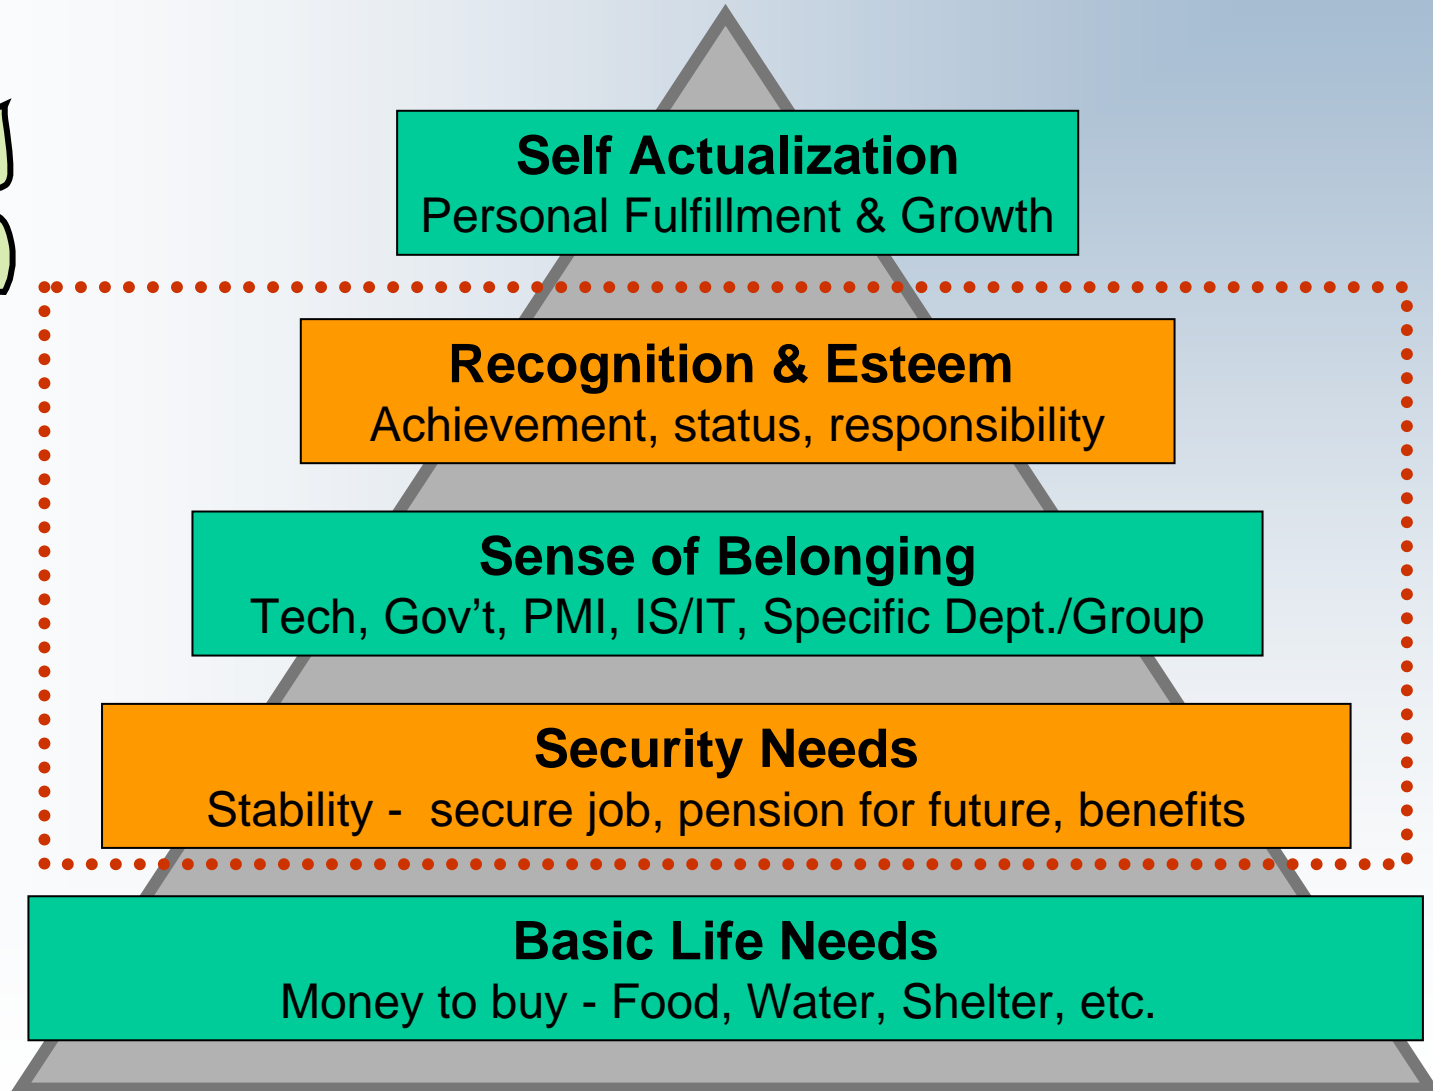 Self Actualization
Personal Fulfillment & Growth
Recognition & Esteem
Achievement, status, responsibility
Sense of Belonging
Tech, Gov’t, PMI, IS/IT, Specific Dept./Group
Security Needs
Stability -  secure job, pension for future, benefits
Basic Life Needs
Money to buy - Food, Water, Shelter, etc.